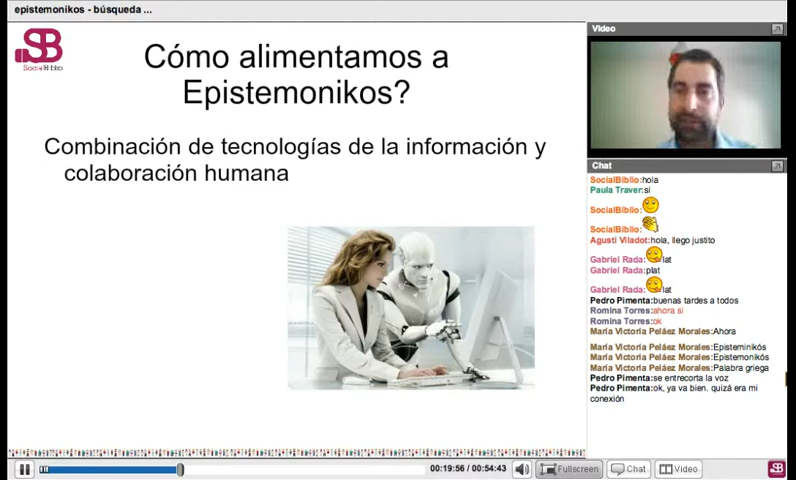 epistemonikos - búsqueda ...
SB
SocialBiblio
Cómo alimentamos a
Epistemonikos?
Combinación de tecnologías de la información y
colaboración humana
Video
Chat
SocialBiblio:hola
Paula Traver:si
SocialBiblio:
SocialBiblio:
Agusti Viladot:hola, llego justito
Gabriel Rada: lat
Gabriel Rada:plat
Gabriel Rada: lat
Pedro Pimenta:buenas tardes a todos
Romina Torres:ahora si
Romina Torres:ok
María Victoria Peláez Morales:Ahora
María Victoria Peláez Morales:Episteminikós
María Victoria Peláez Morales:Epistemonikós
María Victoria Peláez Morales:Palabra griega
Pedro Pimenta:se entrecorta la voz
Pedro Pimenta:ok, ya va bien. quizá era mi
conexión
00:19:56 / 00:54:43
Fullscreen
Chat
Video
SB